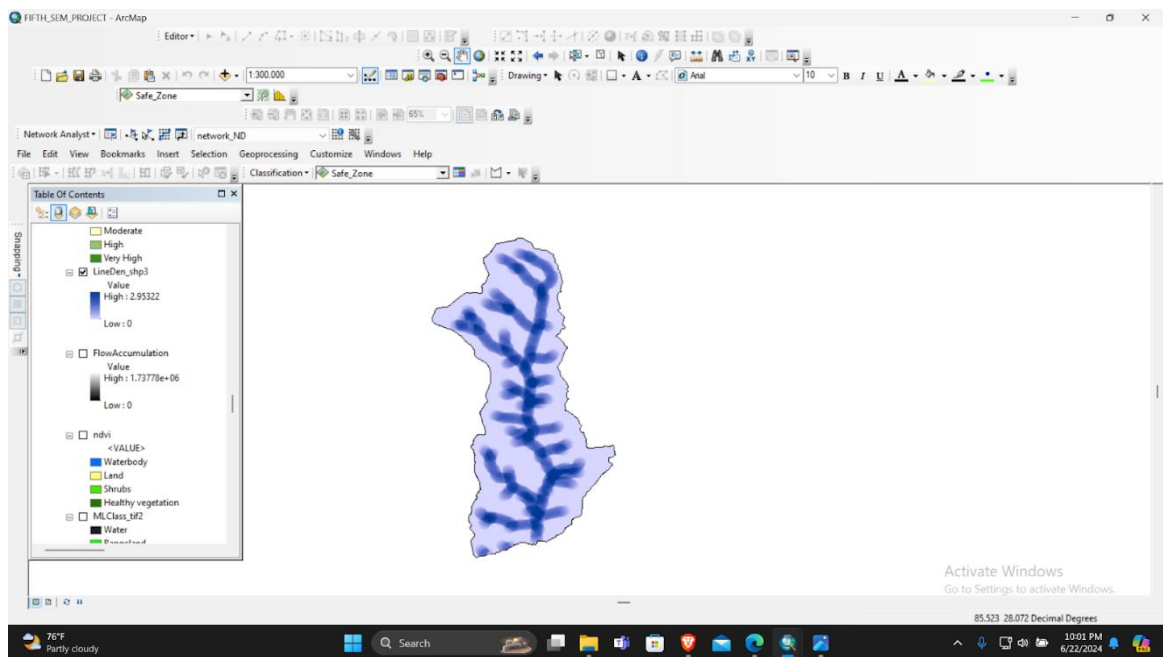 FIFTH_SEM_PROJECT - ArcMap
Editor
1:300.000
Drawing
Arial
10
B I U A
Safe_Zone
65%
Network Analyst
network_ND
File Edit View Bookmarks Insert Selection Geoprocessing Customize Windows Help
Classification
Safe_Zone
Table Of Contents
Snapping
Moderate
High
Very High
LineDen_shp3
Value
High : 2.95322
Low : 0
FlowAccumulation
Value
High : 1.73778e+06
Low : 0
ndvi
<VALUE>
Waterbody
Land
Shrubs
Healthy vegetation
MLClass_tif2
Water
Activate Windows
Go to Settings to activate Windows.
85.523 28.072 Decimal Degrees
76°F
Partly cloudy
Search
10:01 PM
6/22/2024